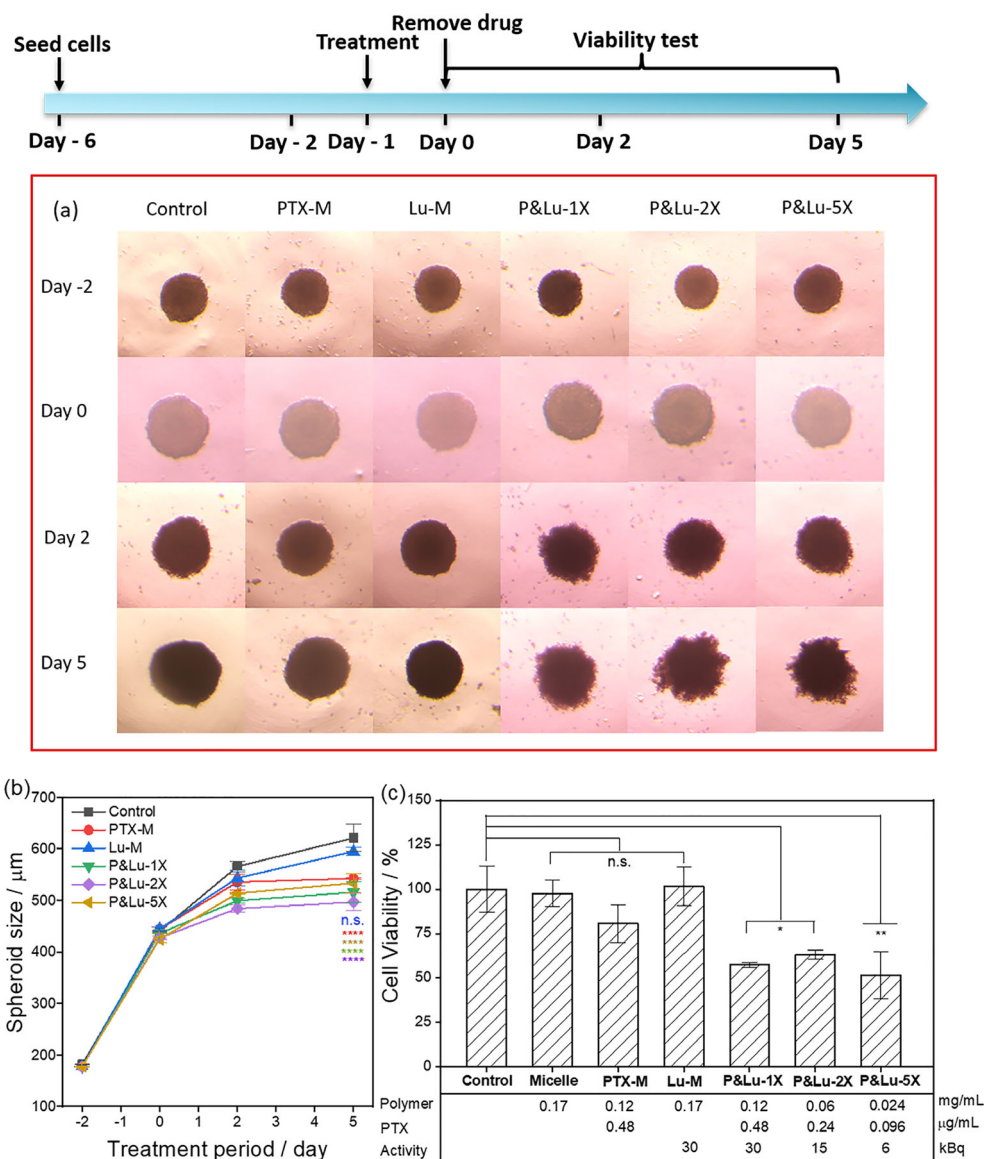 Remove drug
Seed cells Treatment Viability test
Day - 6 Day - 2 Day - 1 Day 0 Day 2 Day 5
(a) Control PTX-M Lu-M P&Lu-1X P&Lu-2X P&Lu-5X
Day -2
Day 0
Day 2
Day 5
(b)
700
600
500
400
300
200
100
Spheroid size / μm
Control
PTX-M
Lu-M
P&Lu-1X
P&Lu-2X
P&Lu-5X
n.s.
****
****
****
****
-2 -1 0 1 2 3 4 5
Treatment period / day
(c)
150
125
100
75
50
25
0
Cell Viability / %
n.s.
*
**
Control Micelle PTX-M Lu-M P&Lu-1X P&Lu-2X P&Lu-5X
Polymer 0.17 0.12 0.17 0.12 0.06 0.024 mg/mL
PTX 0.48 0.48 0.24 0.096 μg/mL
Activity 30 30 15 6 kBq